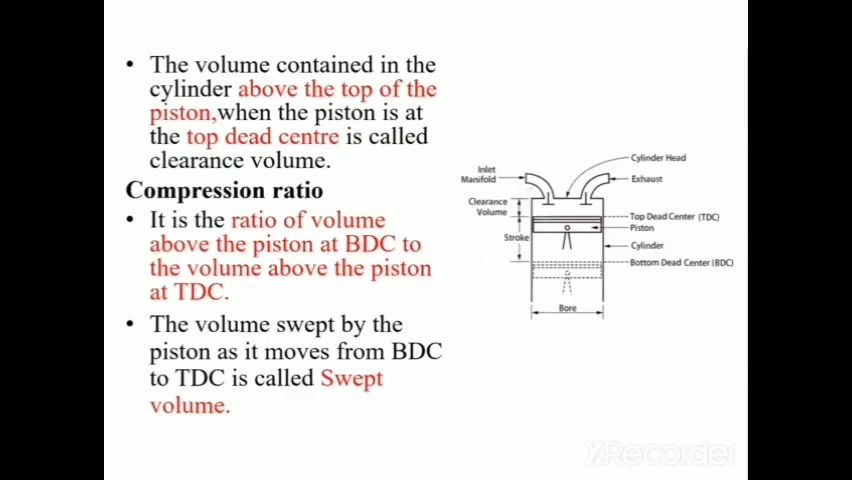 • The volume contained in the
cylinder above the top of the
piston,when the piston is at
the top dead centre is called
clearance volume.
Compression ratio
• It is the ratio of volume
above the piston at BDC to
the volume above the piston
at TDC.
• The volume swept by the
piston as it moves from BDC
to TDC is called Swept
volume.
Cylinder Head
Inlet
Manifold
Exhaust
Clearance
Volume
Top Dead Center (TDC)
Piston
Stroke
Cylinder
Bottom Dead Center (BDC)
Bore
XRecorder